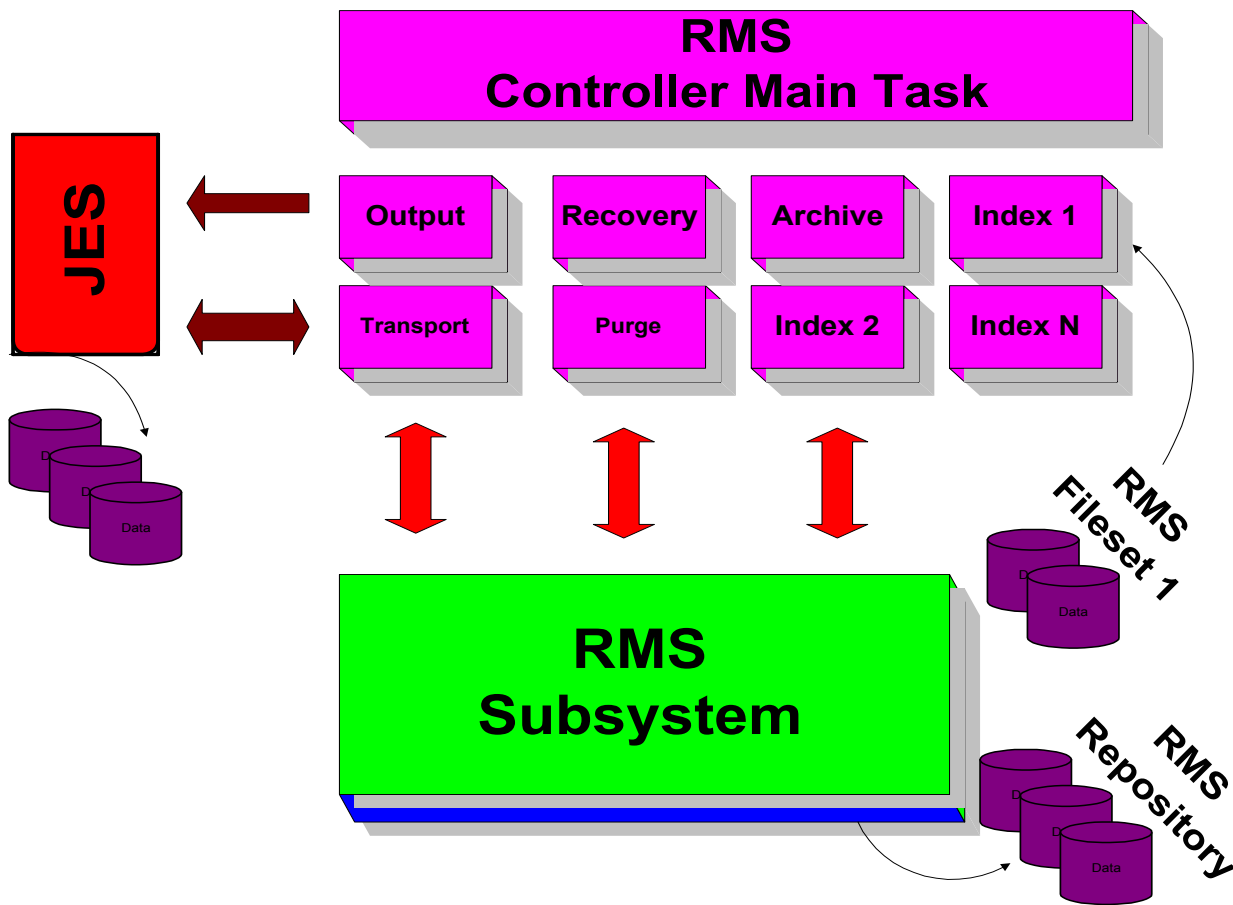 RMS
Controller Main Task
JES
Output
Recovery
Archive
Index 1
Transport
Purge
Index 2
Index N
Data
RMS
Fileset 1
Data
RMS
Subsystem
RMS
Repository
Data